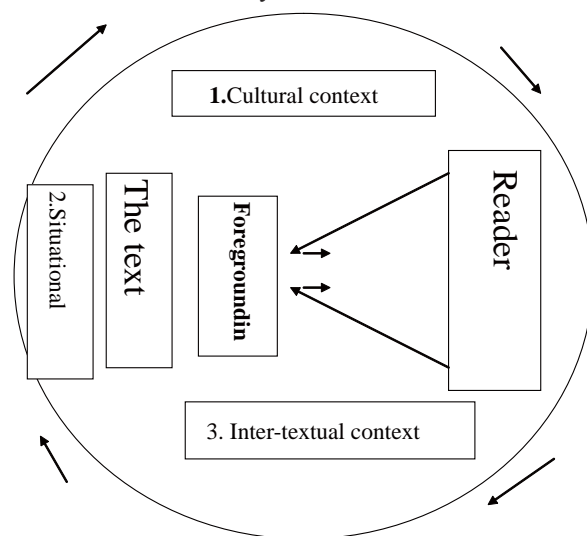 1.Cultural context
2.Situational
The text
Foregroundin
Reader
3. Inter-textual context